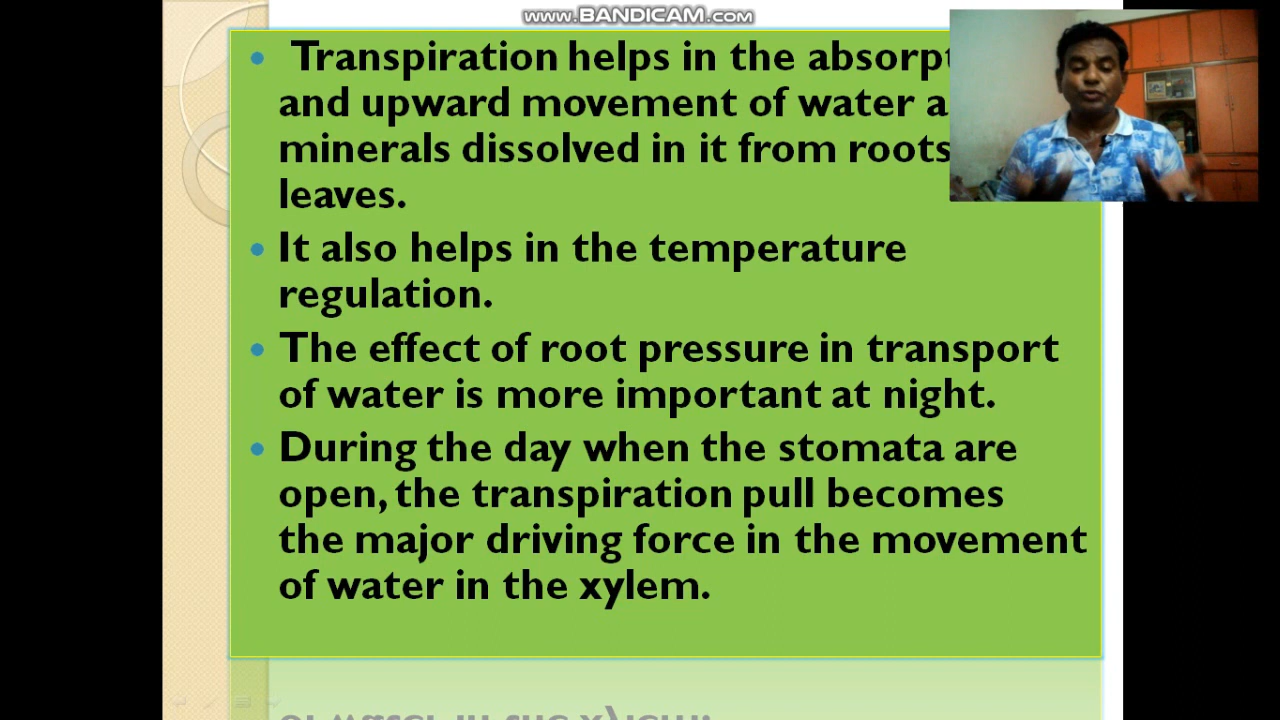 www.BANDICAM.com
Transpiration helps in the
and upward movement of water
minerals dissolved in it from roots
leaves.
It also helps in the temperature
regulation.
The effect of root pressure in transport
of water is more important at night.
During the day when the stomata are
open, the transpiration pull becomes
the major driving force in the movement
of water in the xylem.